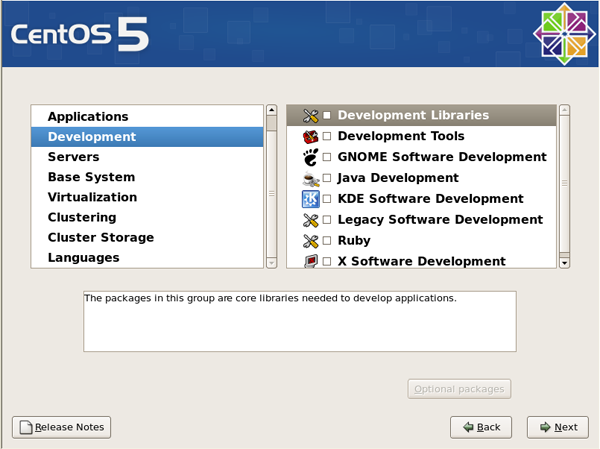 CentOS 5
Applications
Development
Servers
Base System
Virtualization
Clustering
Cluster Storage
Languages
Development Libraries
Development Tools
GNOME Software Development
Java Development
KDE Software Development
Legacy Software Development
Ruby
X Software Development
The packages in this group are core libraries needed to develop applications.
Optional packages
Release Notes
Back
Next